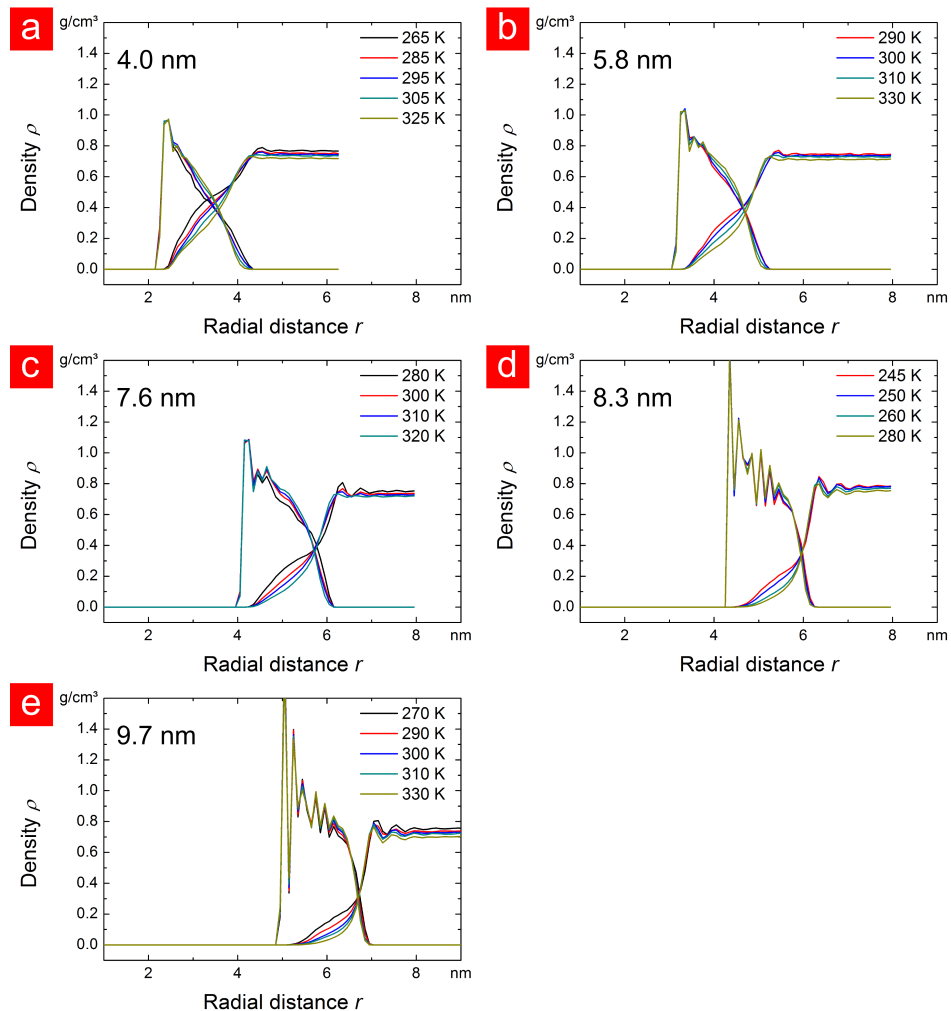 a
g/cm³
4.0 nm
265 K
285 K
295 K
305 K
325 K
1.6
1.4
1.2
1.0
0.8
0.6
0.4
0.2
0.0
Density ρ
2 4 6 8 nm
Radial distance r
b
g/cm³
5.8 nm
290 K
300 K
310 K
330 K
1.6
1.4
1.2
1.0
0.8
0.6
0.4
0.2
0.0
Density ρ
2 4 6 8 nm
Radial distance r
c
g/cm³
7.6 nm
280 K
300 K
310 K
320 K
1.4
1.2
1.0
0.8
0.6
0.4
0.2
0.0
Density ρ
2 4 6 8 nm
Radial distance r
d
g/cm³
8.3 nm
245 K
250 K
260 K
280 K
1.4
1.2
1.0
0.8
0.6
0.4
0.2
0.0
Density ρ
2 4 6 8 nm
Radial distance r
e
g/cm³
9.7 nm
270 K
290 K
300 K
310 K
330 K
1.4
1.2
1.0
0.8
0.6
0.4
0.2
0.0
Density ρ
2 4 6 8 nm
Radial distance r